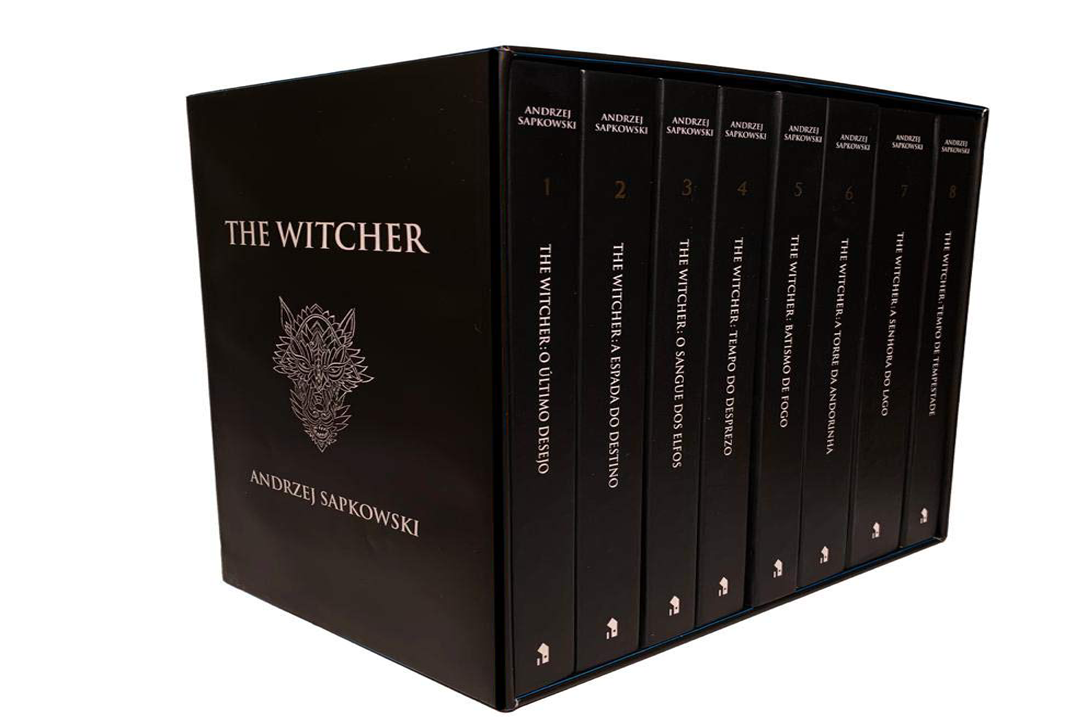 THE WITCHER
ANDRZEJ SAPKOWSKI
ANDRZEJ
SAPKOWSKI
1
THE WITCHER: O ÚLTIMO DESEJO
ANDRZEJ
SAPKOWSKI
2
THE WITCHER: A ESPADA DO DESTINO
ANDRZEJ
SAPKOWSKI
3
THE WITCHER: O SANGUE DOS ELFOS
ANDRZEJ
SAPKOWSKI
4
THE WITCHER: TEMPO DO DESPREZO
ANDRZEJ
SAPKOWSKI
5
THE WITCHER: BATISMO DE FOGO
ANDRZEJ
SAPKOWSKI
6
THE WITCHER: A TORRE DA ANDORINHA
ANDRZEJ
SAPKOWSKI
7
THE WITCHER: A SENHORA DO LAGO
ANDRZEJ
SAPKOWSKI
8
THE WITCHER: TEMPO DE TEMPESTADE